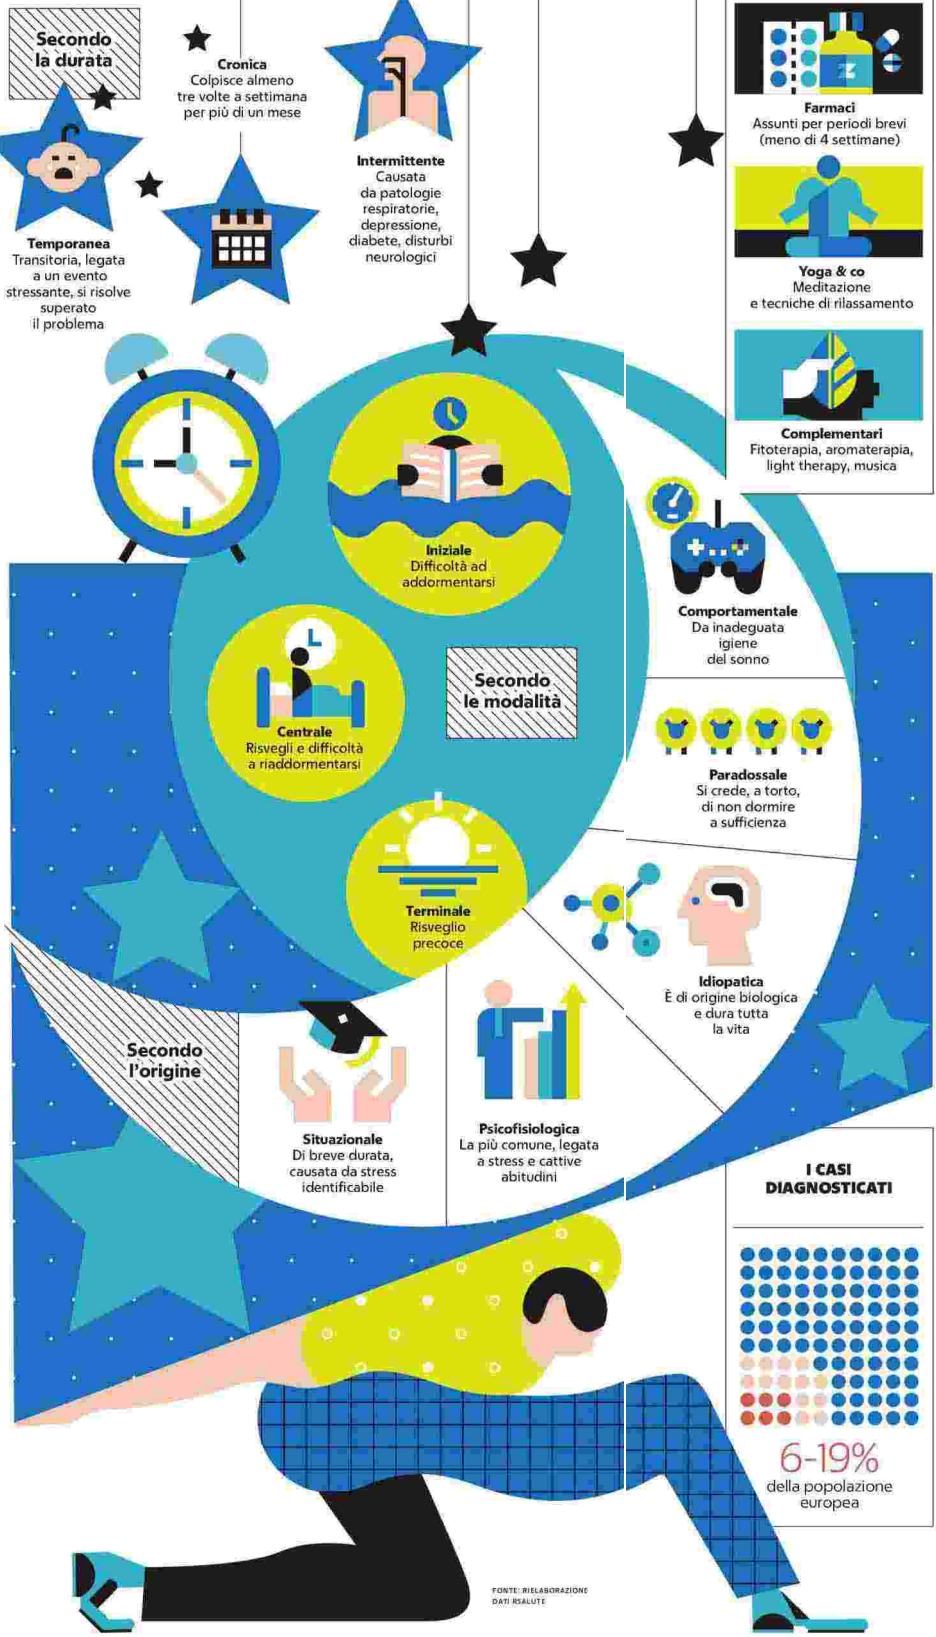 Secondo
la durata
Temporanea
Transitoria, legata
a un evento
stressante, si risolve
superato
il problema
Cronica
Colpisce almeno
tre volte a settimana
per più di un mese
Intermittente
Causata
da patologie
respiratorie,
depressione,
diabete, disturbi
neurologici
Farmaci
Assunti per periodi brevi
(meno di 4 settimane)
Yoga & co
Meditazione
e tecniche di rilassamento
Complementari
Fitoterapia, aromaterapia,
light therapy, musica
Iniziale
Difficoltà ad
addormentarsi
Centrale
Risvegli e difficoltà
a riaddormentarsi
Secondo
le modalità
Terminale
Risveglio
precoce
Comportamentale
Da inadeguata
igiene
del sonno
Paradossale
Si crede, a torto,
di non dormire
a sufficienza
Idiopatica
È di origine biologica
e dura tutta
la vita
Secondo
l'origine
Situazionale
Di breve durata,
causata da stress
identificabile
Psicofisiologica
La più comune, legata
a stress e cattive
abitudini
I CASI
DIAGNOSTICATI
6-19%
della popolazione
europea
FONTE: RIELABORAZIONE
DATI RSALUTE